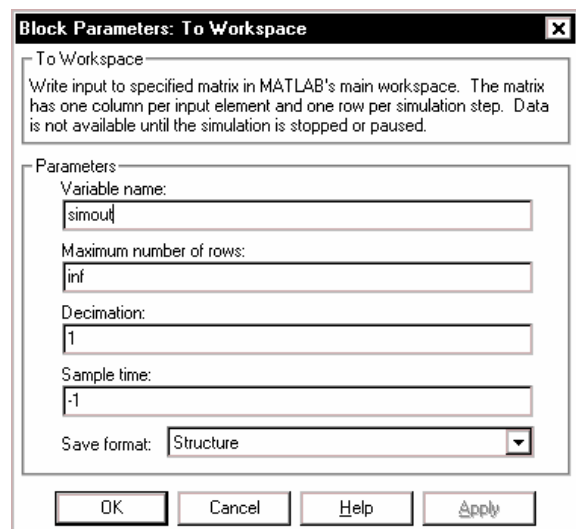 Block Parameters: To Workspace
To Workspace
Write input to specified matrix in MATLAB's main workspace. The matrix
has one column per input element and one row per simulation step. Data
is not available until the simulation is stopped or paused.
Parameters
Variable name:
simout
Maximum number of rows:
inf
Decimation:
1
Sample time:
-1
Save format: Structure
OK Cancel Help Apply